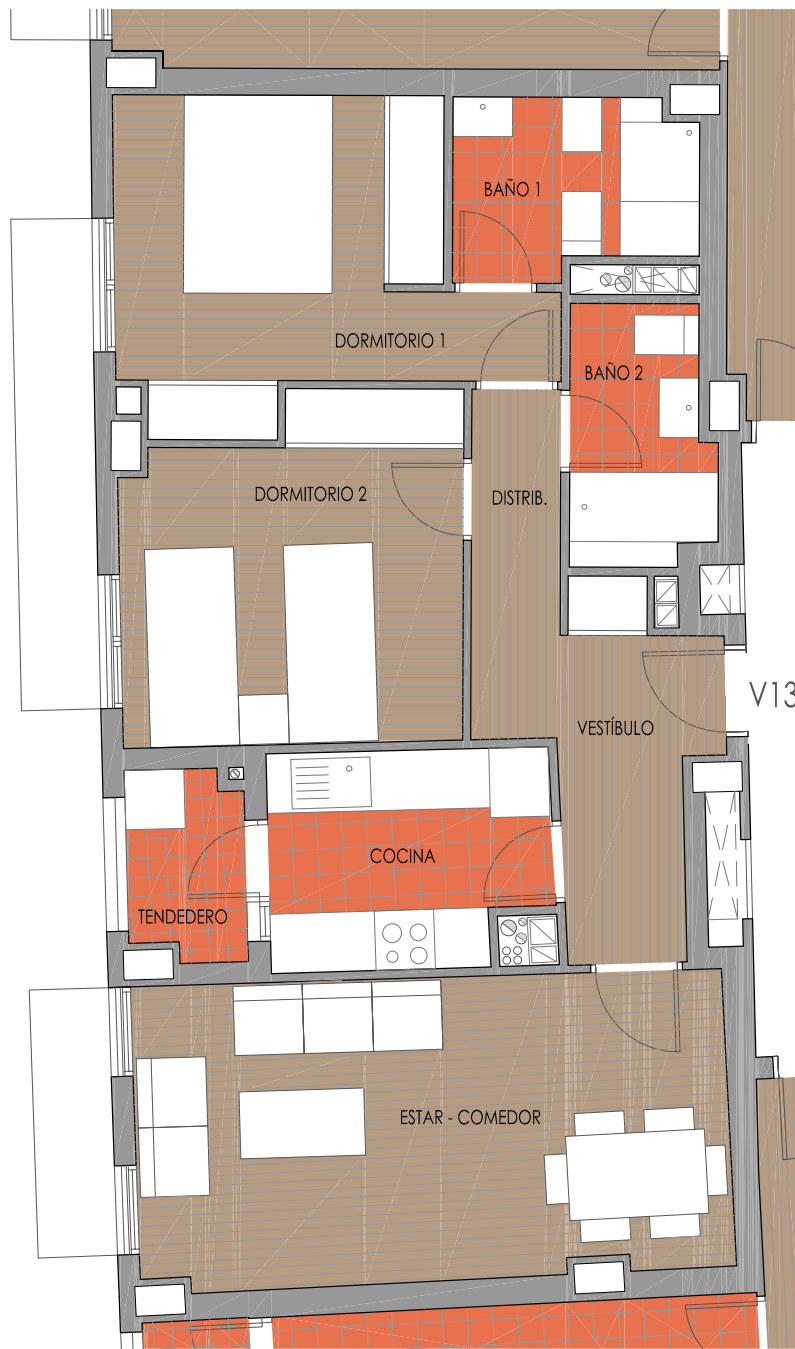 BAÑO 1
DORMITORIO 1
BAÑO 2
DORMITORIO 2
DISTRIB.
V13
VESTÍBULO
COCINA
TENDEDERO
ESTAR - COMEDOR